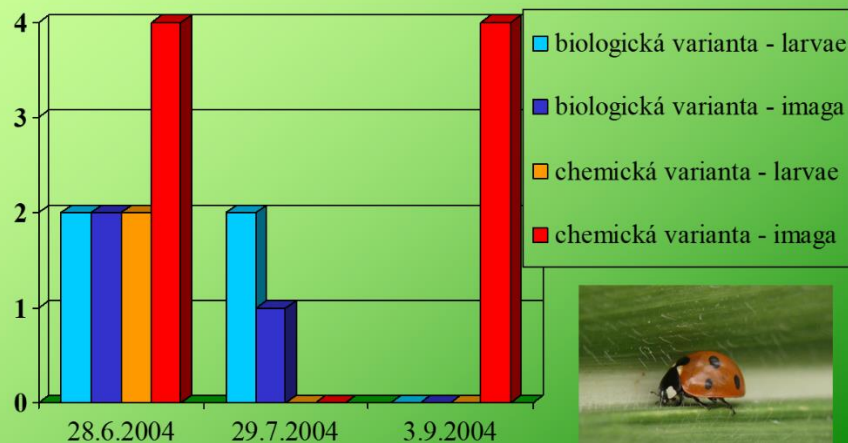 4
3
2
1
0
28.6.2004 29.7.2004 3.9.2004
biologická varianta - larvae
biologická varianta - imaga
chemická varianta - larvae
chemická varianta - imaga